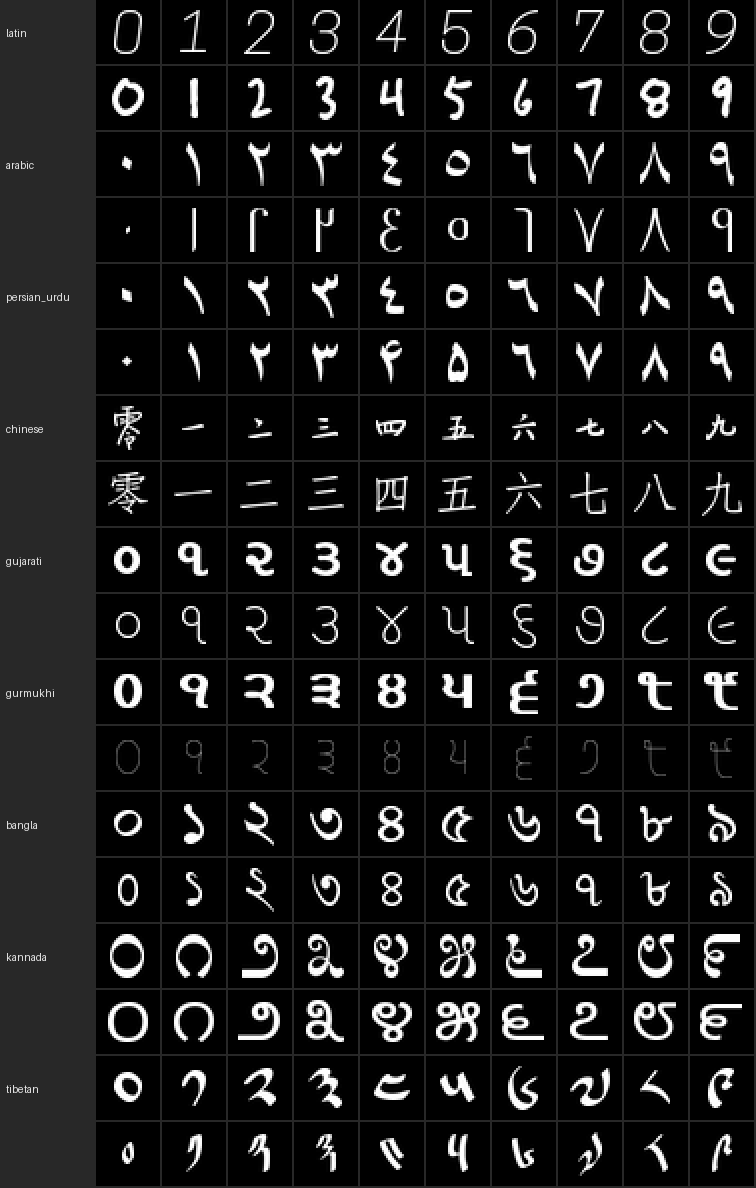 latin 0 1 2 3 4 5 6 7 8 9
0 1 2 3 4 5 6 7 8 9
arabic ٠ ١ ٢ ٣ ٤ ٥ ٦ ٧ ٨ ٩
٠ ١ ٢ ٣ ٤ ٥ ٦ ٧ ٨ ٩
persian_urdu ۰ ۱ ۲ ۳ ٤ ٥ ٦ ۷ ۸ ۹
۰ ۱ ۲ ۳ ۴ ۵ ٦ ۷ ۸ ۹
chinese 零 一 二 三 四 五 六 七 八 九
零 一 二 三 四 五 六 七 八 九
gujarati ૦ ૧ ૨ ૩ ૪ ૫ ૬ ૭ ૮ ૯
૦ ૧ ૨ ૩ ૪ ૫ ૬ ૭ ૮ ૯
gurmukhi ੦ ੧ ੨ ੩ ੪ ੫ ੬ ੭ ੮ ੯
੦ ੧ ੨ ੩ ੪ ੫ ੬ ੭ ੮ ੯
bangla ০ ১ ২ ৩ ৪ ৫ ৬ ৭ ৮ ৯
০ ১ ২ ৩ ৪ ৫ ৬ ৭ ৮ ৯
kannada ೦ ೧ ೨ ೩ ೪ ೫ ೬ ೭ ೮ ೯
೦ ೧ ೨ ೩ ೪ ೫ ೬ ೭ ೮ ೯
tibetan ༠ ༡ ༢ ༣ ༤ ༥ ༦ ༧ ༨ ༩
༠ ༡ ༢ ༣ ༤ ༥ ༦ ༧ ༨ ༩